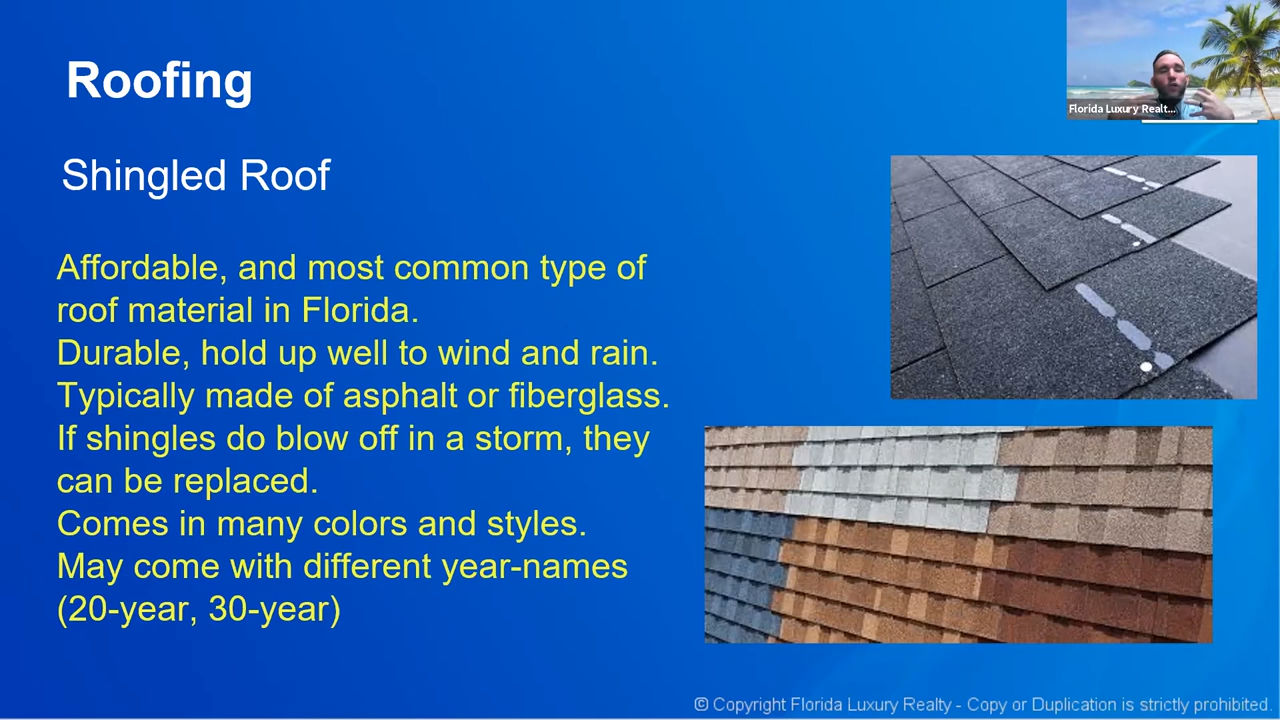 Roofing
Florida Luxury Realt...
Shingled Roof
Affordable, and most common type of
roof material in Florida.
Durable, hold up well to wind and rain.
Typically made of asphalt or fiberglass.
If shingles do blow off in a storm, they
can be replaced.
Comes in many colors and styles.
May come with different year-names
(20-year, 30-year)
© Copyright Florida Luxury Realty - Copy or Duplication is strictly prohibited.